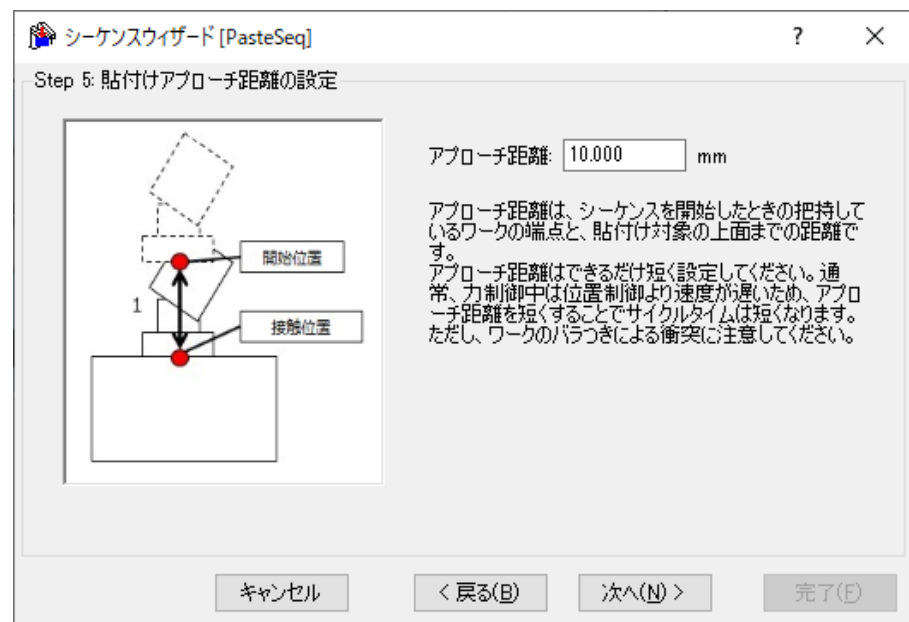 シーケンスウィザード [PasteSeq]
? ×
Step 5: 貼付けアプローチ距離の設定
開始位置
1
接触位置
アプローチ距離: 10.000 mm
アプローチ距離は、シーケンスを開始したときの把持して
いるワークの端点と、貼付け対象の上面までの距離で
す。
アプローチ距離はできるだけ短く設定してください。通
常、力制御中は位置制御より速度が遅いため、アプロ
ーチ距離を短くすることでサイクルタイムは短くなります。
ただし、ワークのバラつきによる衝突に注意してください。
キャンセル
< 戻る(B)
次へ(N) >
完了(F)